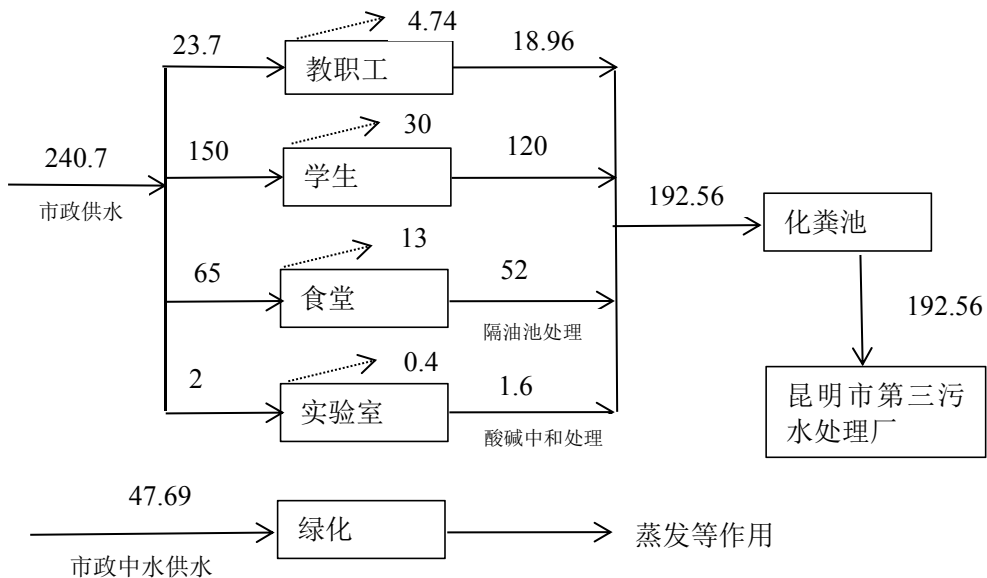 4.74
23.7
教职工
18.96
30
240.7
150
学生
120
市政供水
192.56
化粪池
13
65
食堂
52
隔油池处理
192.56
0.4
2
实验室
1.6
酸碱中和处理
昆明市第三污
水处理厂
47.69
绿化
蒸发等作用
市政中水供水